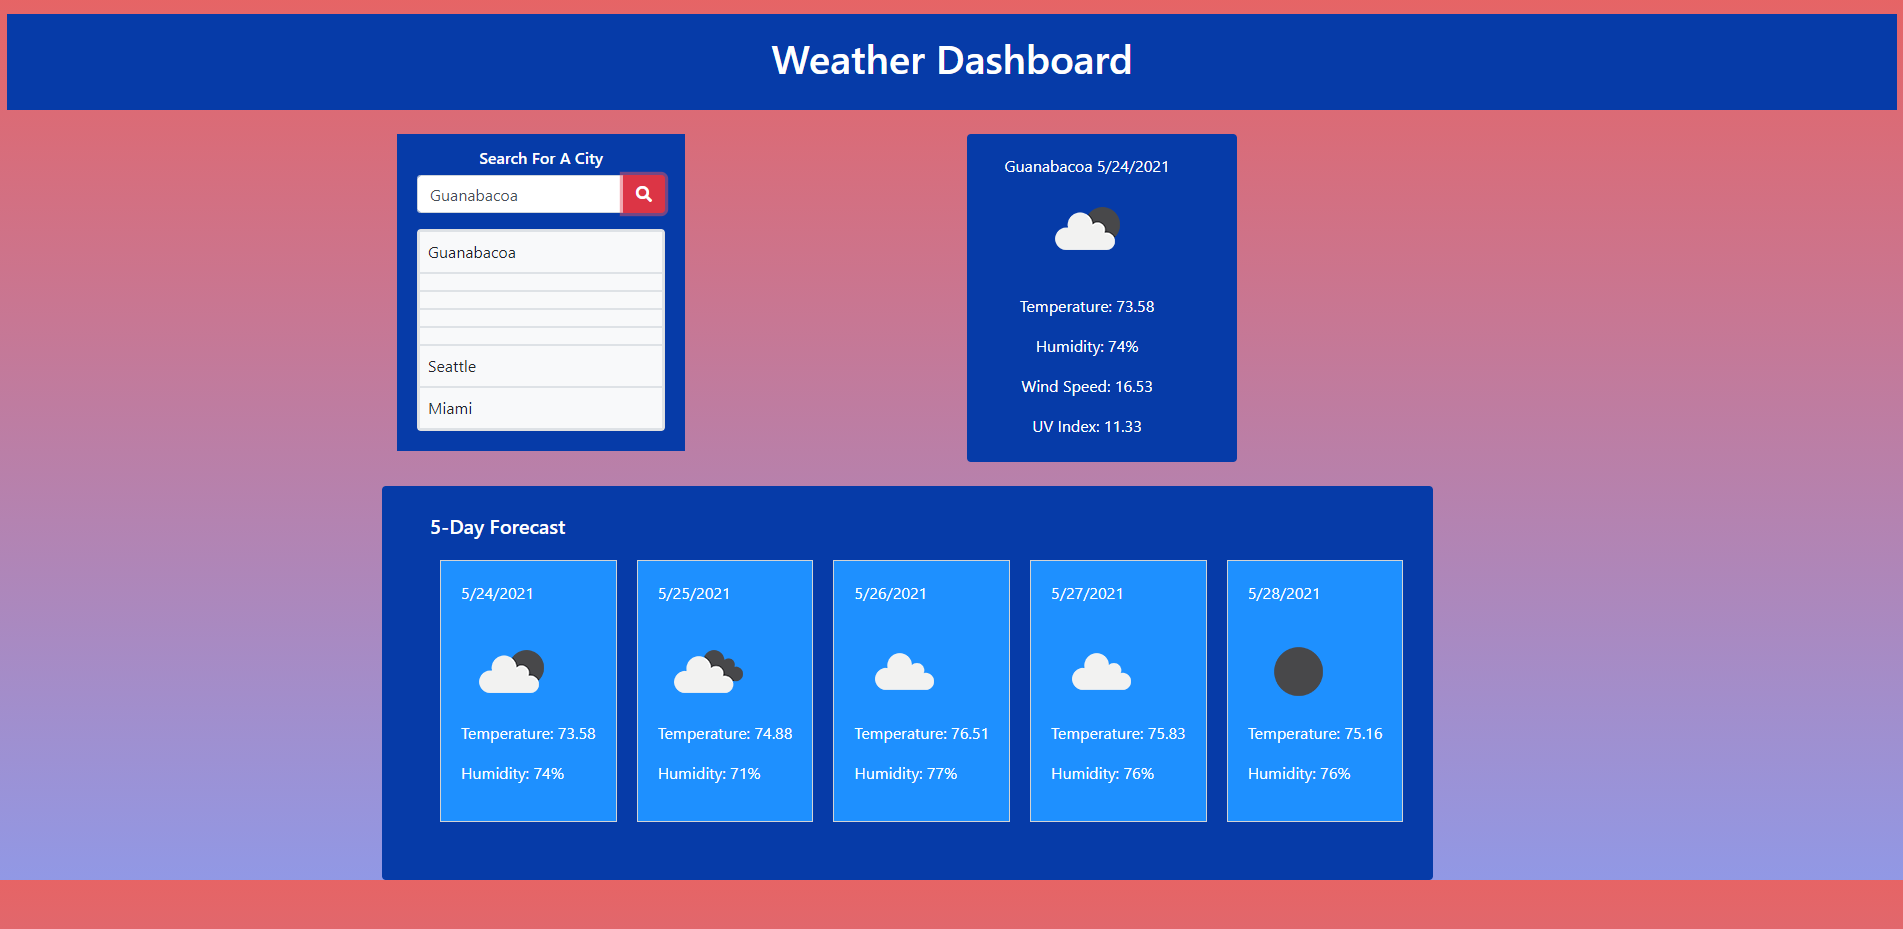 Weather Dashboard
Search For A City
Guanabacoa
Guanabacoa
Seattle
Miami
Guanabacoa 5/24/2021
Temperature: 73.58
Humidity: 74%
Wind Speed: 16.53
UV Index: 11.33
5-Day Forecast
5/24/2021
Temperature: 73.58
Humidity: 74%
5/25/2021
Temperature: 74.88
Humidity: 71%
5/26/2021
Temperature: 76.51
Humidity: 77%
5/27/2021
Temperature: 75.83
Humidity: 76%
5/28/2021
Temperature: 75.16
Humidity: 76%